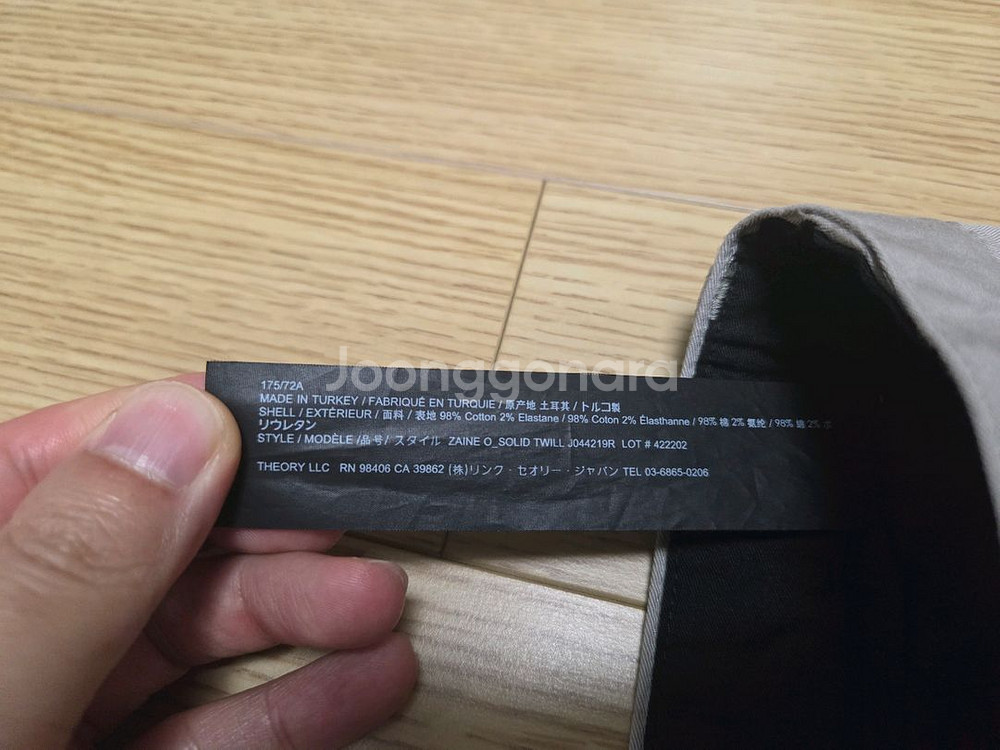 Joonggonara
175/72A
MADE IN TURKEY / FABRIQUÉ EN TURQUIE / 原产地 土耳其 / トルコ製
SHELL / EXTÉRIEUR / 面料 / 表地 98% Cotton 2% Elastane / 98% Coton 2% Élasthanne / 98% 棉 2% 氨纶 / 98% 綿 2% ポ
リウレタン
STYLE / MODÈLE /品号/ スタイル ZAINE O_SOLID TWILL J044219R LOT # 422202
THEORY LLC RN 98406 CA 39862 (株)リンク・セオリー・ジャパン TEL 03-6865-0206